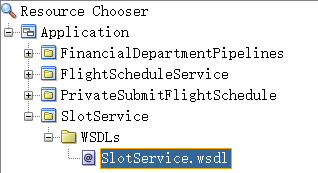 Resource Chooser
Application
FinancialDepartmentPipelines
FlightScheduleService
PrivateSubmitFlightSchedule
SlotService
WSDLs
SlotService.wsdl